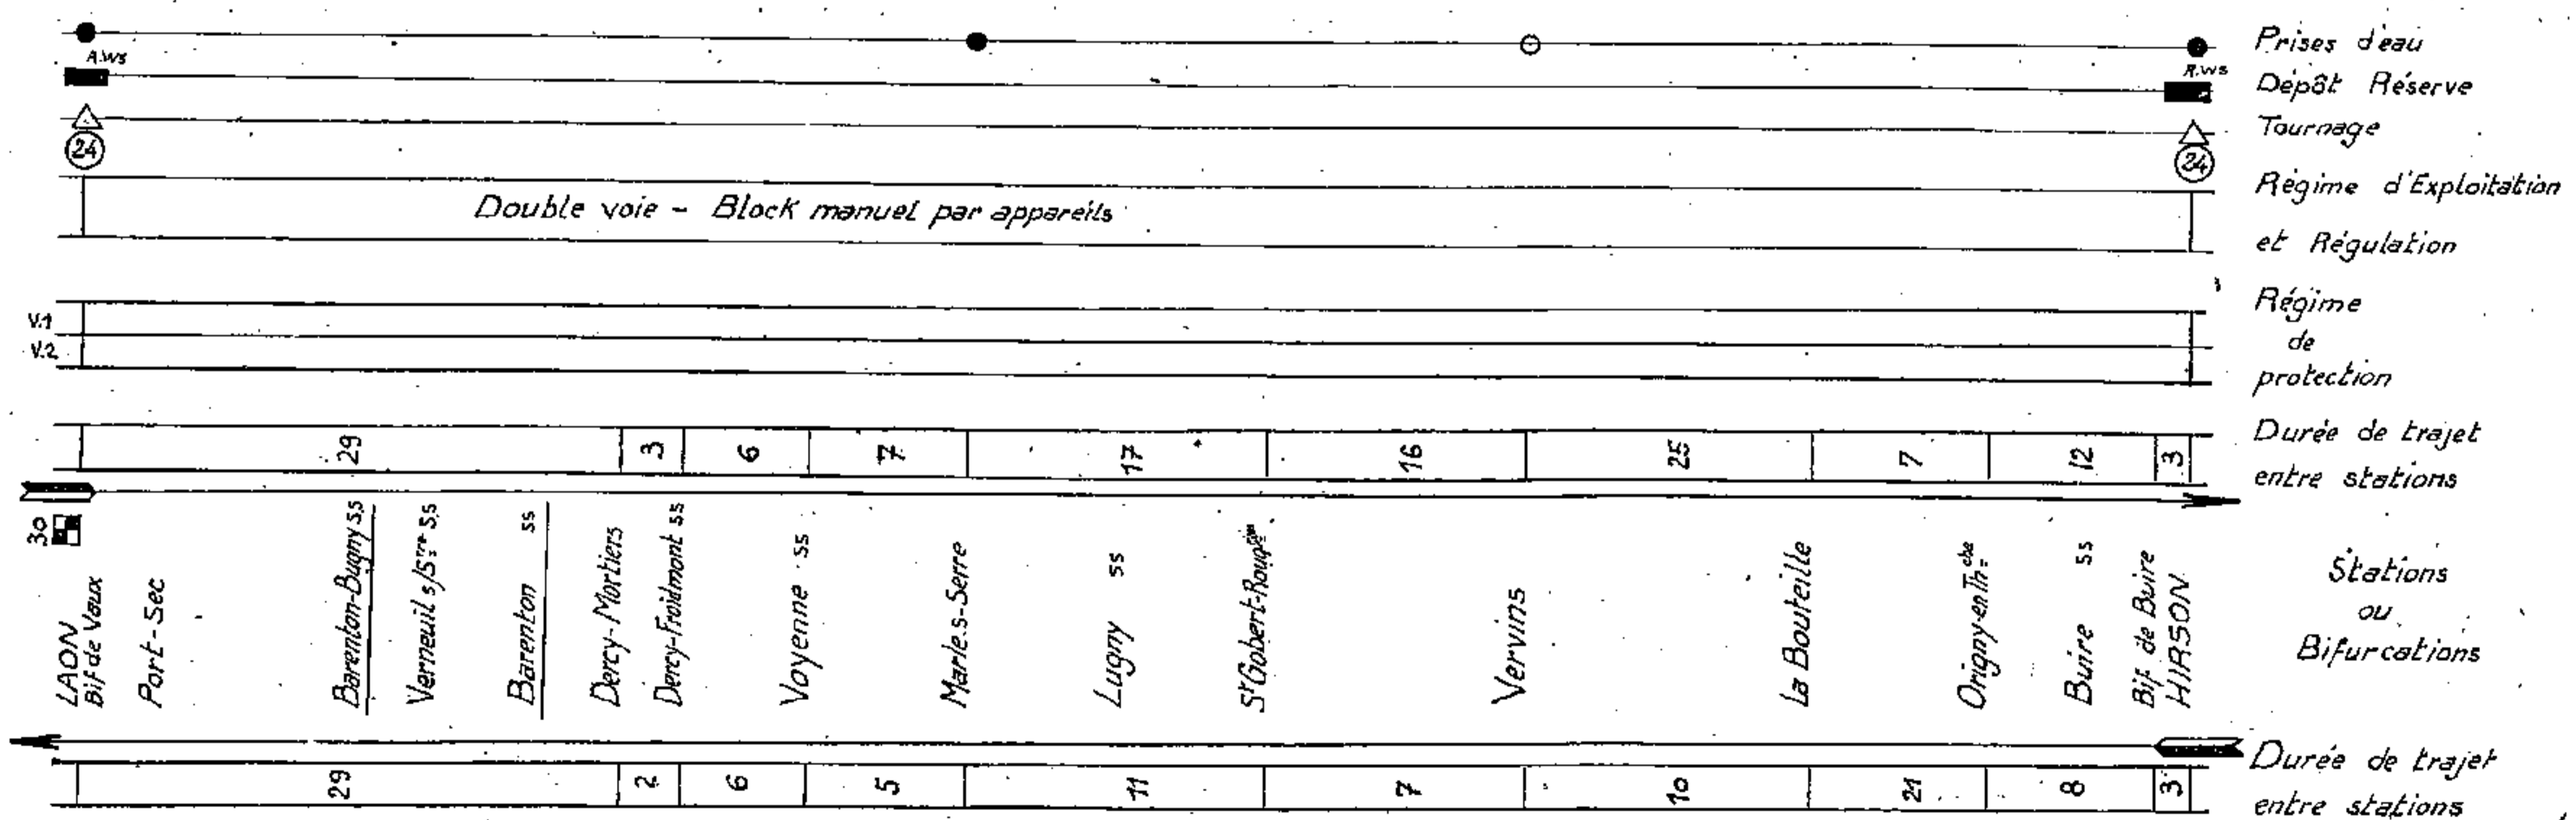 Prises d'eau
A.WS
R.WS
Dépôt Réserve
Tournage
24
24
Régime d'Exploitation
et Régulation
Double voie - Block manuel par appareils
V.1
V.2
Régime
de
protection
29 3 6 7 17 16 25 7 12 3
Durée de trajet
entre stations
30
LAON
Bif de Vaux
Port-Sec
Barenton-Bugny ss
Verneuil s/Srre ss
Barenton ss
Dercy-Mortiers
Dercy-Froidmont ss
Voyenne ss
Marle-s-Serre
Lugny ss
Vervins
La Bouteille
Origny-en Th=che
Buire ss
Bif de Buire
HIRSON
Stations
ou
Bifurcations
29 2 6 5 11 7 10 21 8 3
Durée de trajet
entre stations